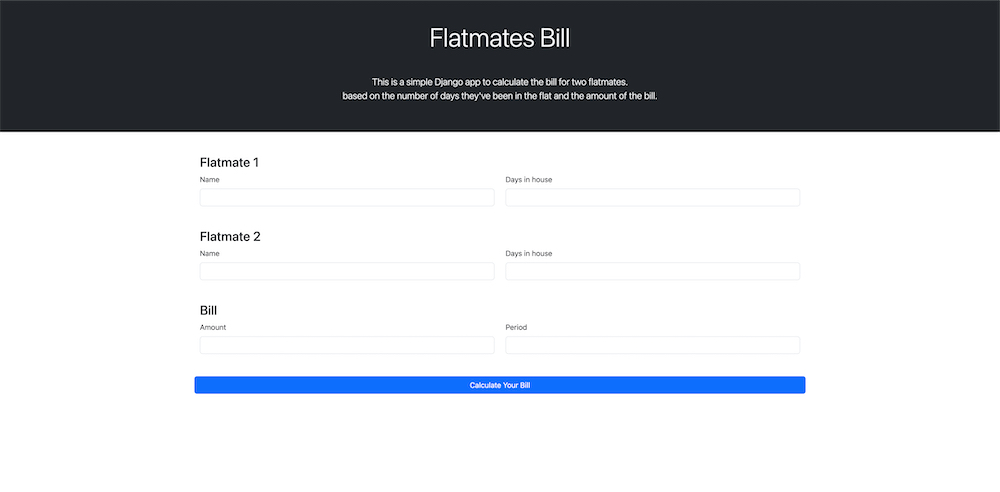 Flatmates Bill
This is a simple Django app to calculate the bill for two flatmates.
based on the number of days they've been in the flat and the amount of the bill.
Flatmate 1
Name
Days in house
Flatmate 2
Name
Days in house
Bill
Amount
Period
Calculate Your Bill